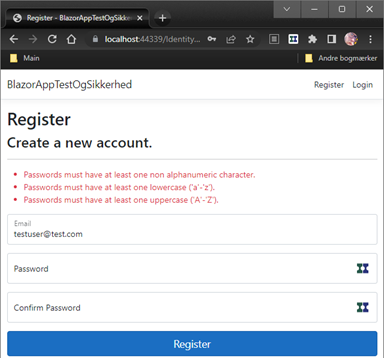 Register - BlazorAppTestOgSikkerhed
localhost:44339/Identity...
Main
Andre bogmærker
BlazorAppTestOgSikkerhed
Register
Login
Register
Create a new account.
Passwords must have at least one non alphanumeric character.
Passwords must have at least one lowercase ('a'-'z').
Passwords must have at least one uppercase ('A'-'Z').
Email
testuser@test.com
Password
Confirm Password
Register